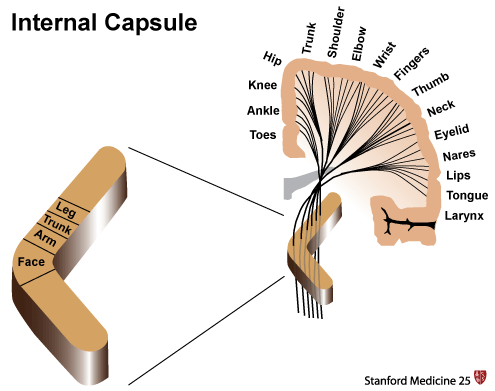 Internal Capsule
Hip
Trunk
Shoulder
Elbow
Wrist
Fingers
Thumb
Neck
Eyelid
Nares
Lips
Tongue
Larynx
Knee
Ankle
Toes
Leg
Trunk
Arm
Face
Stanford Medicine 25